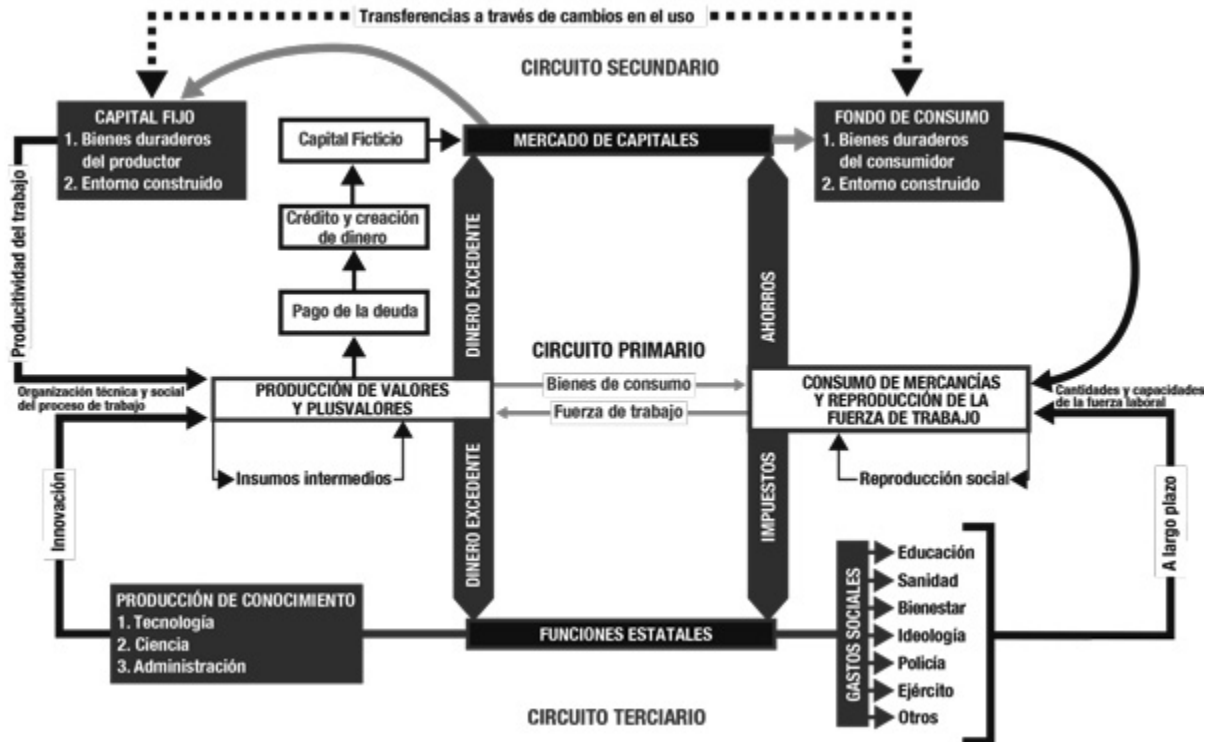 Transferencias a través de cambios en el uso
CIRCUITO SECUNDARIO
CAPITAL FIJO
1. Bienes duraderos
del productor
2. Entorno construido
Capital Ficticio
MERCADO DE CAPITALES
FONDO DE CONSUMO
1. Bienes duraderos
del consumidor
2. Entorno construido
Producitividad del trabajo
Crédito y creación
de dinero
DINERO EXCEDENTE
AHORROS
Pago de la deuda
CIRCUITO PRIMARIO
Organización técnica y social
del proceso de trabajo
PRODUCCIÓN DE VALORES
Y PLUSVALORES
Bienes de consumo
Fuerza de trabajo
CONSUMO DE MERCANCÍAS
Y REPRODUCCIÓN DE LA
FUERZA DE TRABAJO
Cantidades y capacidades
de la fuerza laboral
Insumos intermedios
Reproducción social
Innovación
DINERO EXCEDENTE
IMPUESTOS
A largo plazo
PRODUCCIÓN DE CONOCIMIENTO
1. Tecnología
2. Ciencia
3. Administración
FUNCIONES ESTATALES
GASTOS SOCIALES
Educación
Sanidad
Bienestar
Ideología
Policía
Ejército
Otros
CIRCUITO TERCIARIO